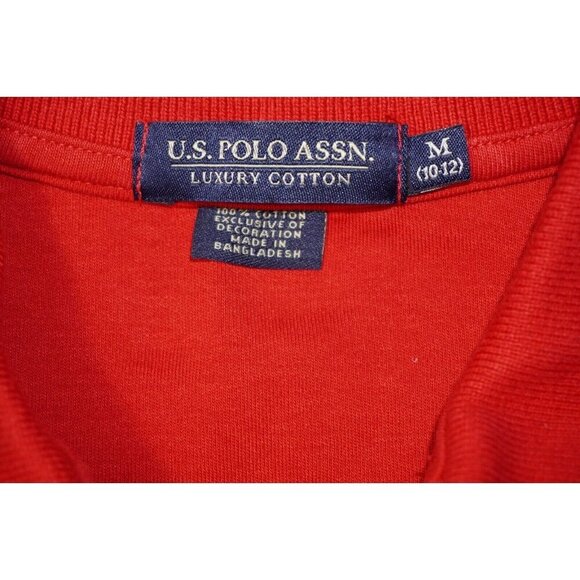 U.S. POLO ASSN.
LUXURY COTTON
M
(10-12)
100% COTTON
EXCLUSIVE OF
DECORATION
MADE IN
BANGLADESH